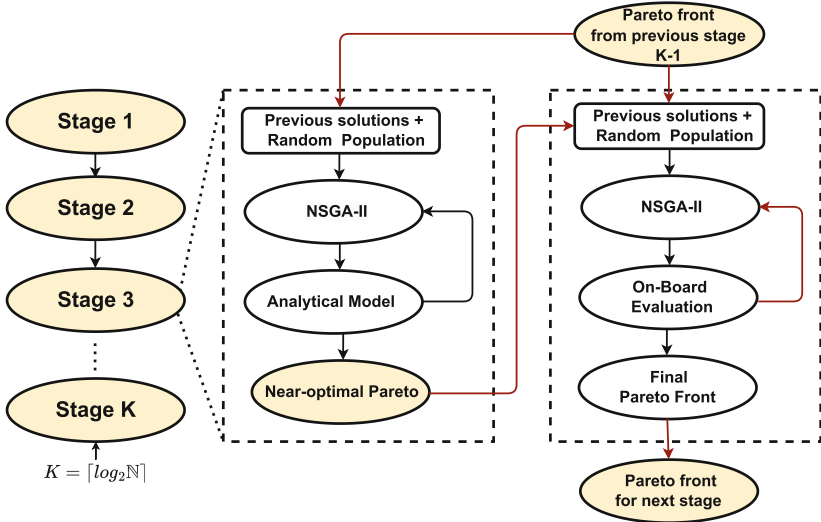 Pareto front
from previous stage
K-1
Stage 1
Stage 2
Stage 3
Stage K
K = ⌈log₂ℕ⌉
Previous solutions +
Random Population
NSGA-II
Analytical Model
Near-optimal Pareto
Previous solutions +
Random Population
NSGA-II
On-Board
Evaluation
Final
Pareto Front
Pareto front
for next stage